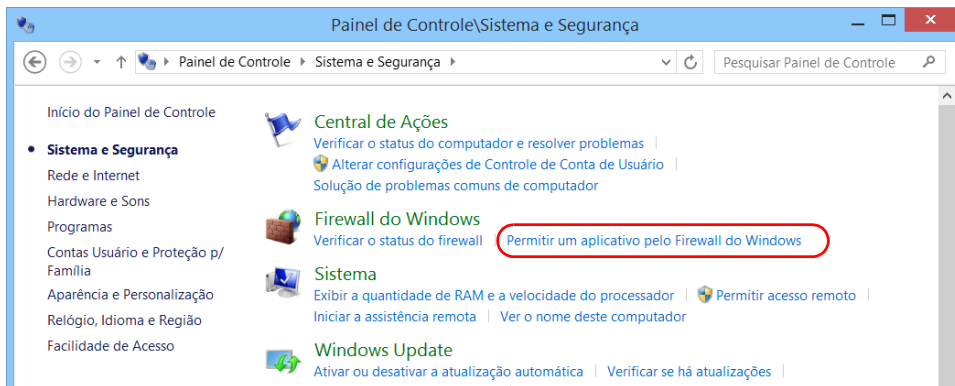 Painel de Controle\Sistema e Segurança
Painel de Controle Sistema e Segurança
Pesquisar Painel de Controle
Início do Painel de Controle
Sistema e Segurança
Rede e Internet
Hardware e Sons
Programas
Contas Usuário e Proteção p/
Família
Aparência e Personalização
Relógio, Idioma e Região
Facilidade de Acesso
Central de Ações
Verificar o status do computador e resolver problemas
Alterar configurações de Controle de Conta de Usuário
Solução de problemas comuns de computador
Firewall do Windows
Verificar o status do firewall Permitir um aplicativo pelo Firewall do Windows
Sistema
Exibir a quantidade de RAM e a velocidade do processador Permitir acesso remoto
Iniciar a assistência remota Ver o nome deste computador
Windows Update
Ativar ou desativar a atualização automática Verificar se há atualizações